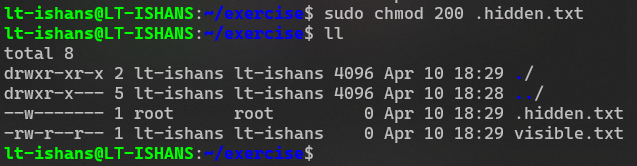 lt-ishans@LT-ISHANS:~/exercise$ sudo chmod 200 .hidden.txt
lt-ishans@LT-ISHANS:~/exercise$ ll
total 8
drwxr-xr-x 2 lt-ishans lt-ishans 4096 Apr 10 18:29 ./
drwxr-x--- 5 lt-ishans lt-ishans 4096 Apr 10 18:28 ../
--w------- 1 root      root         0 Apr 10 18:29 .hidden.txt
-rw-r--r-- 1 lt-ishans lt-ishans    0 Apr 10 18:29 visible.txt
lt-ishans@LT-ISHANS:~/exercise$